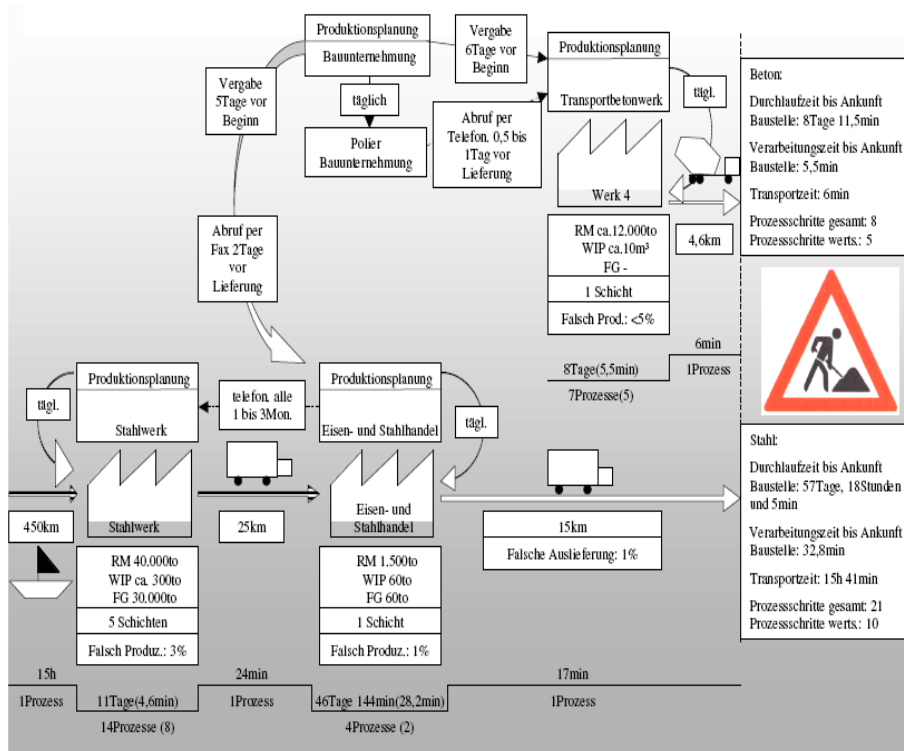 Produktionsplanung
Bauunternehmung
Vergabe
6Tage vor
Beginn
Produktionsplanung
Transportbetonwerk
Vergabe
5Tage vor
Beginn
täglich
Polier
Bauunternehmung
Abruf per
Telefon. 0,5 bis
1Tag vor
Lieferung
tägl.
Werk 4
4,6km
RM ca.12.000to
WIP ca.10m³
FG -
1 Schicht
Falsch Prod.: <5%
8Tage(5,5min)
7Prozesse(5)
6min
1Prozess
Beton:
Durchlaufzeit bis Ankunft
Baustelle: 8Tage 11,5min
Verarbeitungszeit bis Ankunft
Baustelle: 5,5min
Transportzeit: 6min
Prozessschritte gesamt: 8
Prozessschritte werts.: 5
Abruf per
Fax 2Tage
vor
Lieferung
tägl.
Produktionsplanung
Stahlwerk
telefon. alle
1 bis 3Mon.
Produktionsplanung
Eisen- und Stahlhandel
tägl.
450km
Stahlwerk
25km
Eisen- und
Stahlhandel
15km
Falsche Auslieferung: 1%
RM 40.000to
WIP ca. 300to
FG 30.000to
5 Schichten
Falsch Produz.: 3%
RM 1.500to
WIP 60to
FG 60to
1 Schicht
Falsch Produz.: 1%
Stahl:
Durchlaufzeit bis Ankunft
Baustelle: 57Tage, 18Stunden
und 5min
Verarbeitungszeit bis Ankunft
Baustelle: 32,8min
Transportzeit: 15h 41min
Prozessschritte gesamt: 21
Prozessschritte werts.: 10
15h
1Prozess
11Tage(4,6min)
14Prozesse (8)
24min
1Prozess
46Tage 144min(28,2min)
4Prozesse (2)
17min
1Prozess